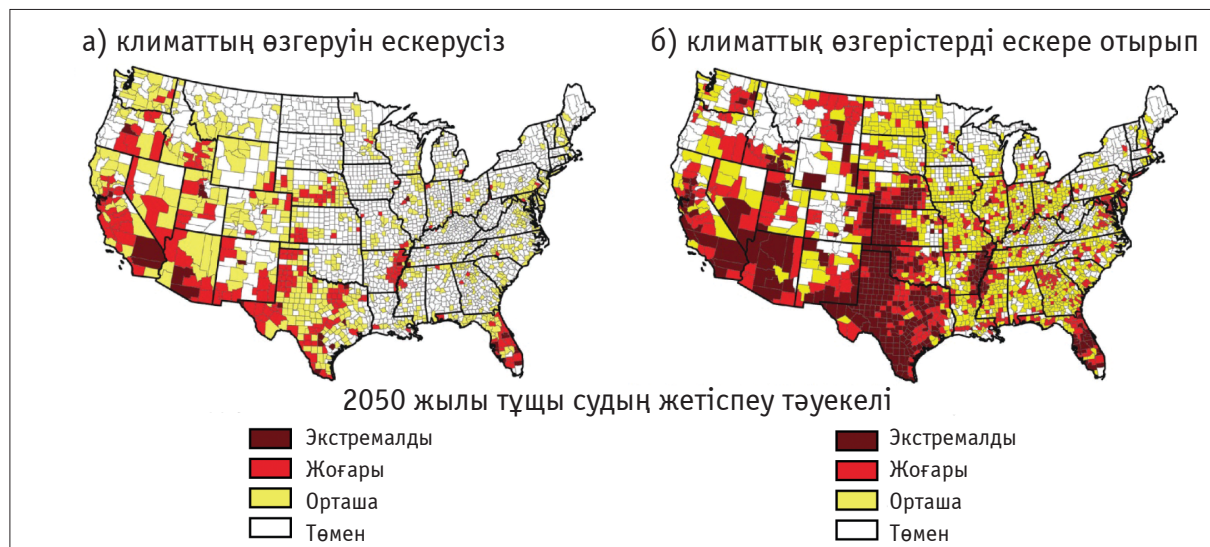 а) климаттың өзгеруін ескерусіз
б) климаттық өзгерістерді ескере отырып
2050 жылы тұщы судың жетіспеу тәуекелі
Экстремалды
Жоғары
Орташа
Төмен
Экстремалды
Жоғары
Орташа
Төмен